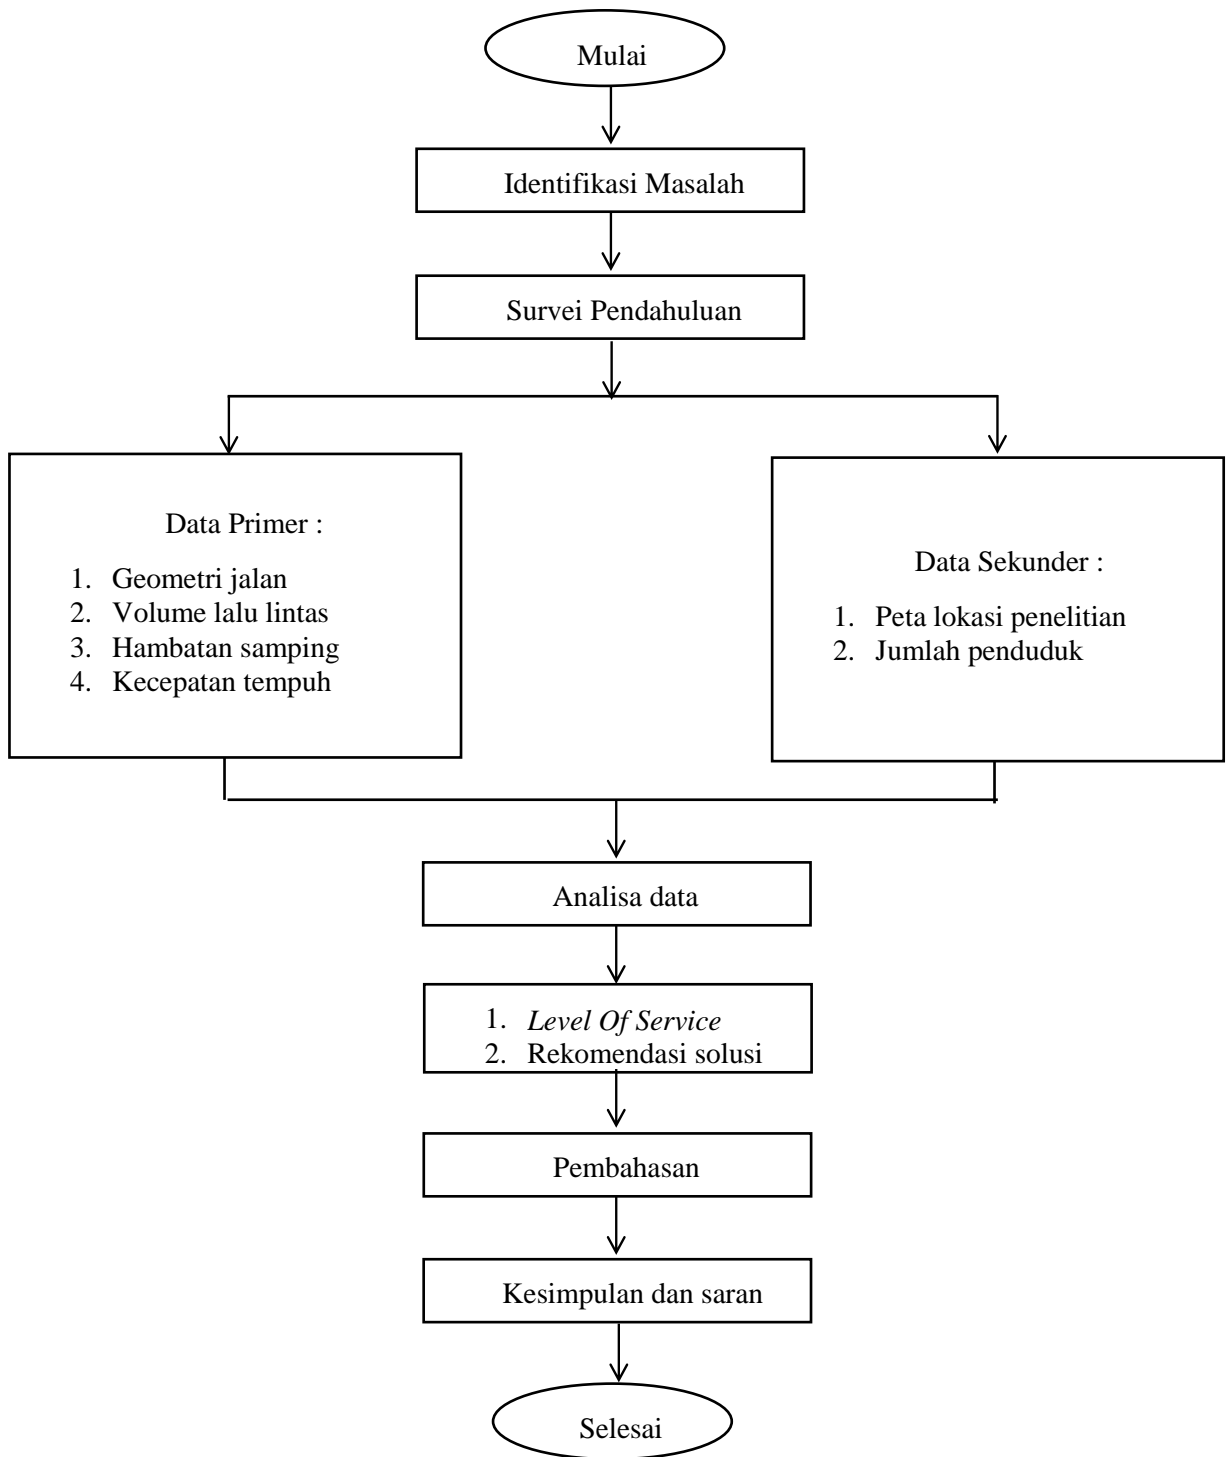 Mulai
Identifikasi Masalah
Survei Pendahuluan
Data Primer :
1. Geometri jalan
2. Volume lalu lintas
3. Hambatan samping
4. Kecepatan tempuh
Data Sekunder :
1. Peta lokasi penelitian
2. Jumlah penduduk
Analisa data
1. Level Of Service
2. Rekomendasi solusi
Pembahasan
Kesimpulan dan saran
Selesai